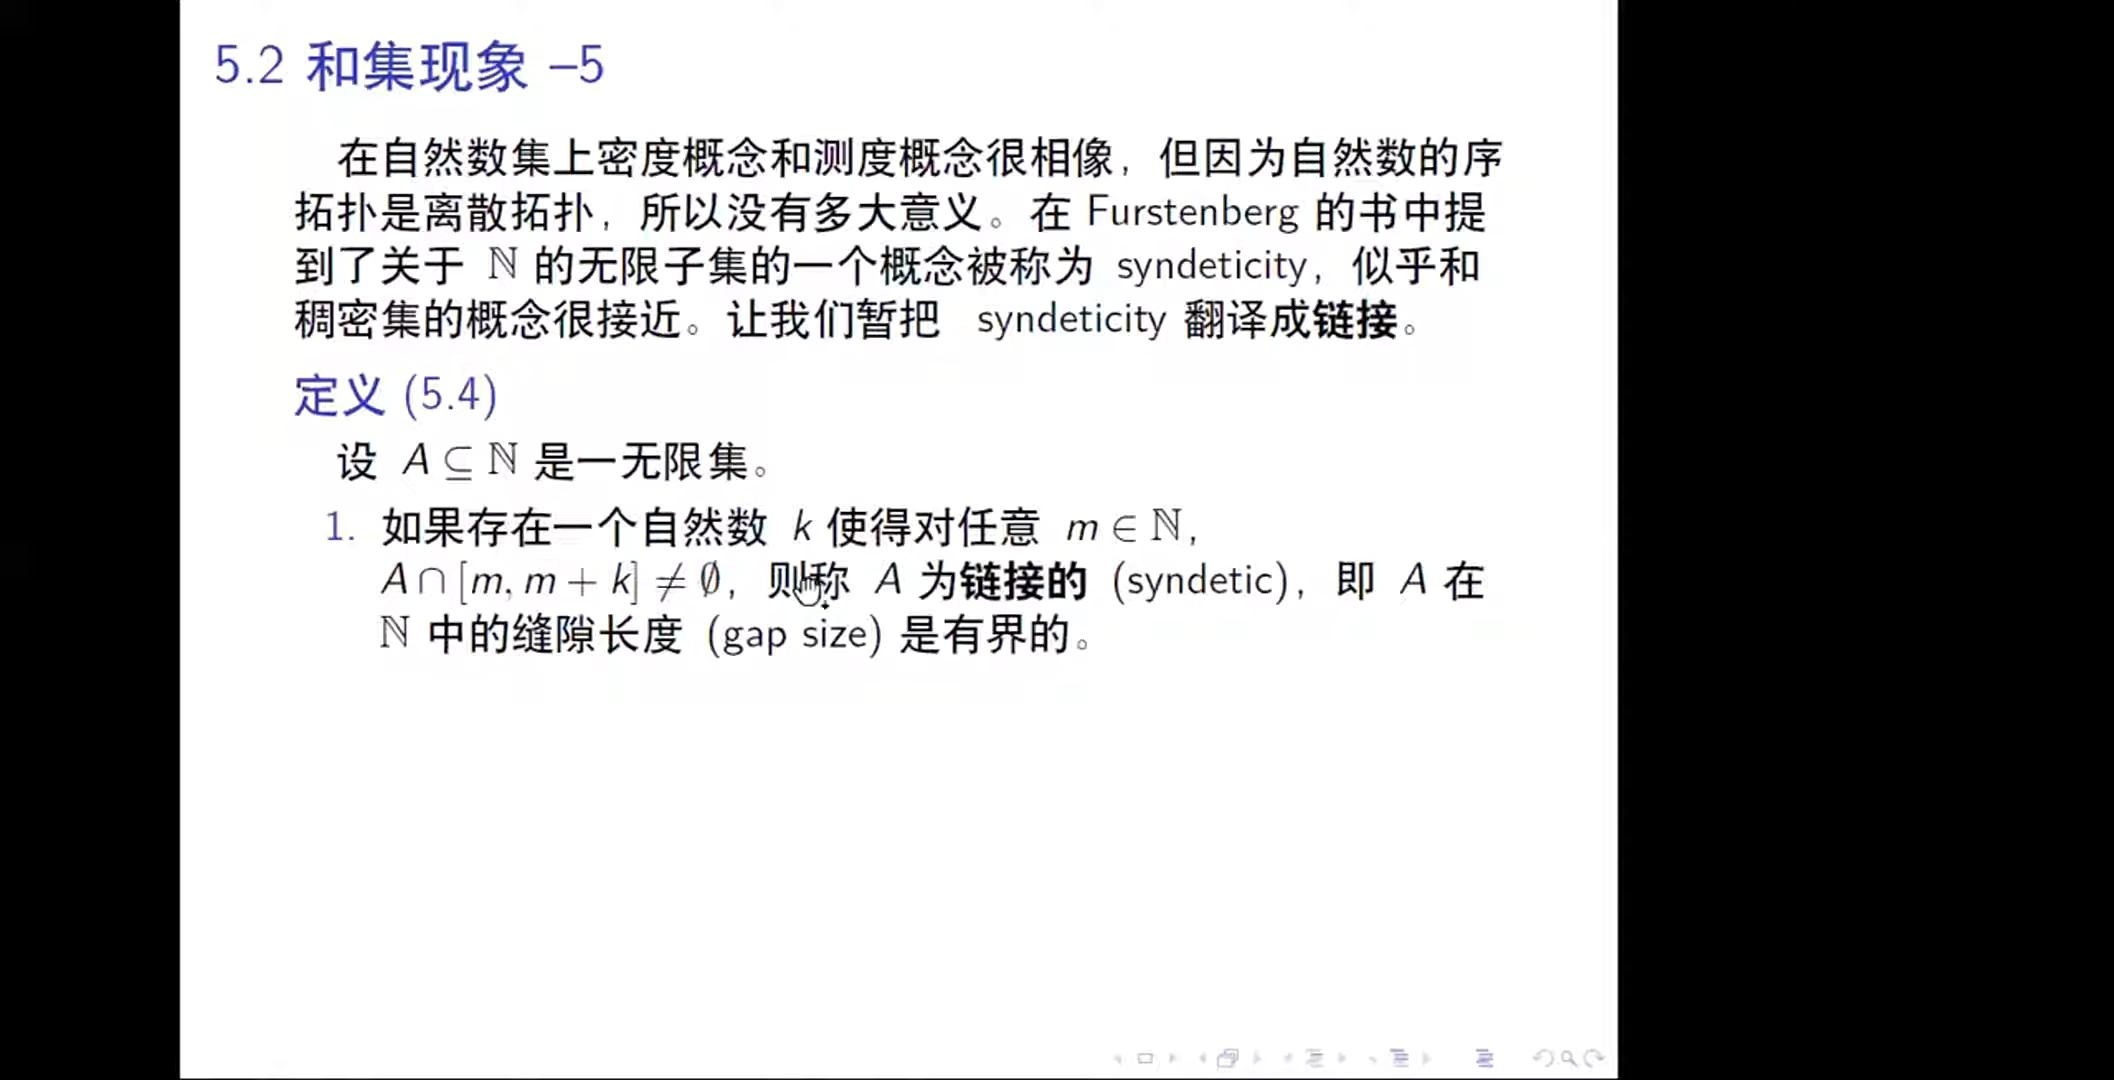 5.2 和集现象 –5
在自然数集上密度概念和测度概念很相像，但因为自然数的序
拓扑是离散拓扑，所以没有多大意义。在 Furstenberg 的书中提
到了关于 ℕ 的无限子集的一个概念被称为 syndeticity，似乎和
稠密集的概念很接近。让我们暂把 syndeticity 翻译成链接。
定义 (5.4)
设 A ⊆ ℕ 是一无限集。
1. 如果存在一个自然数 k 使得对任意 m ∈ ℕ,
A ∩ [m, m + k] ≠ ∅，则称 A 为链接的 (syndetic)，即 A 在
ℕ 中的缝隙长度 (gap size) 是有界的。